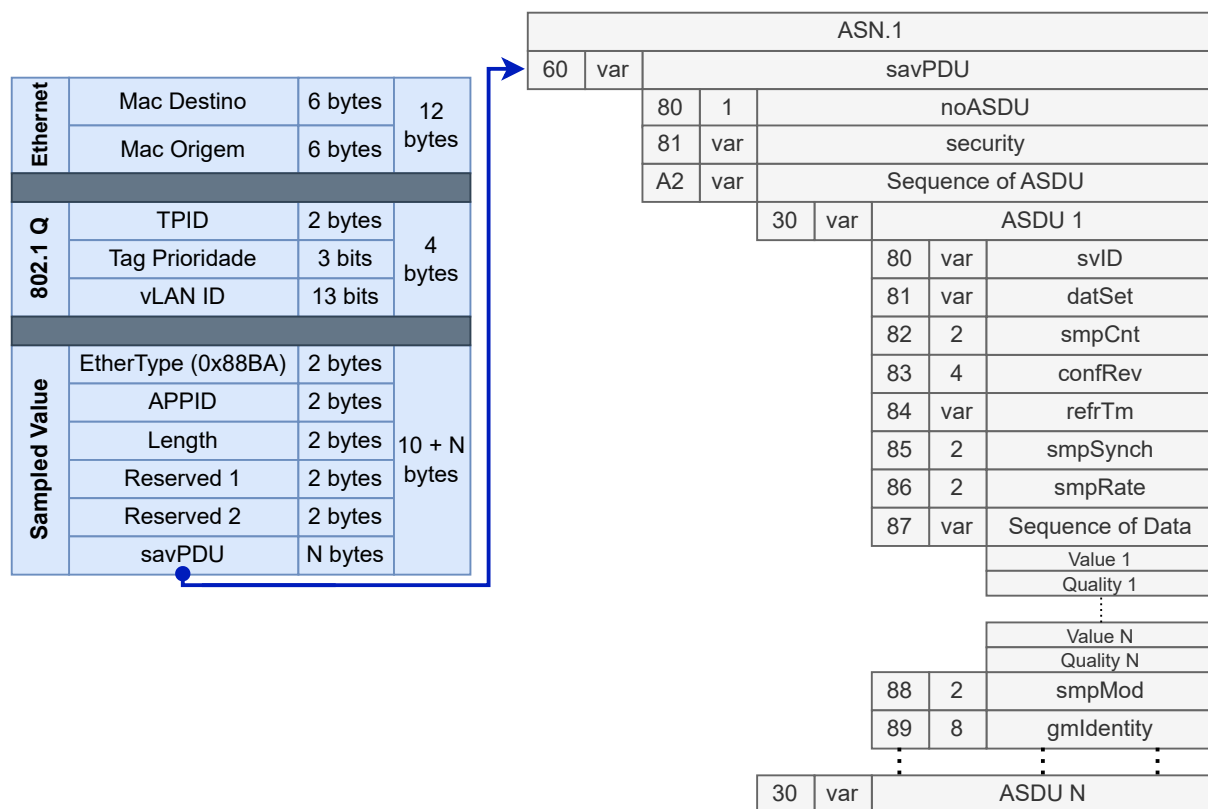 Ethernet
Mac Destino 6 bytes
Mac Origem 6 bytes
12
bytes
802.1 Q
TPID 2 bytes
Tag Prioridade 3 bits
vLAN ID 13 bits
4
bytes
Sampled Value
EtherType (0x88BA) 2 bytes
APPID 2 bytes
Length 2 bytes
Reserved 1 2 bytes
Reserved 2 2 bytes
savPDU N bytes
10 + N
bytes
ASN.1
60 var savPDU
80 1 noASDU
81 var security
A2 var Sequence of ASDU
30 var ASDU 1
80 var svID
81 var datSet
82 2 smpCnt
83 4 confRev
84 var refrTm
85 2 smpSynch
86 2 smpRate
87 var Sequence of Data
Value 1
Quality 1
Value N
Quality N
88 2 smpMod
89 8 gmIdentity
30 var ASDU N